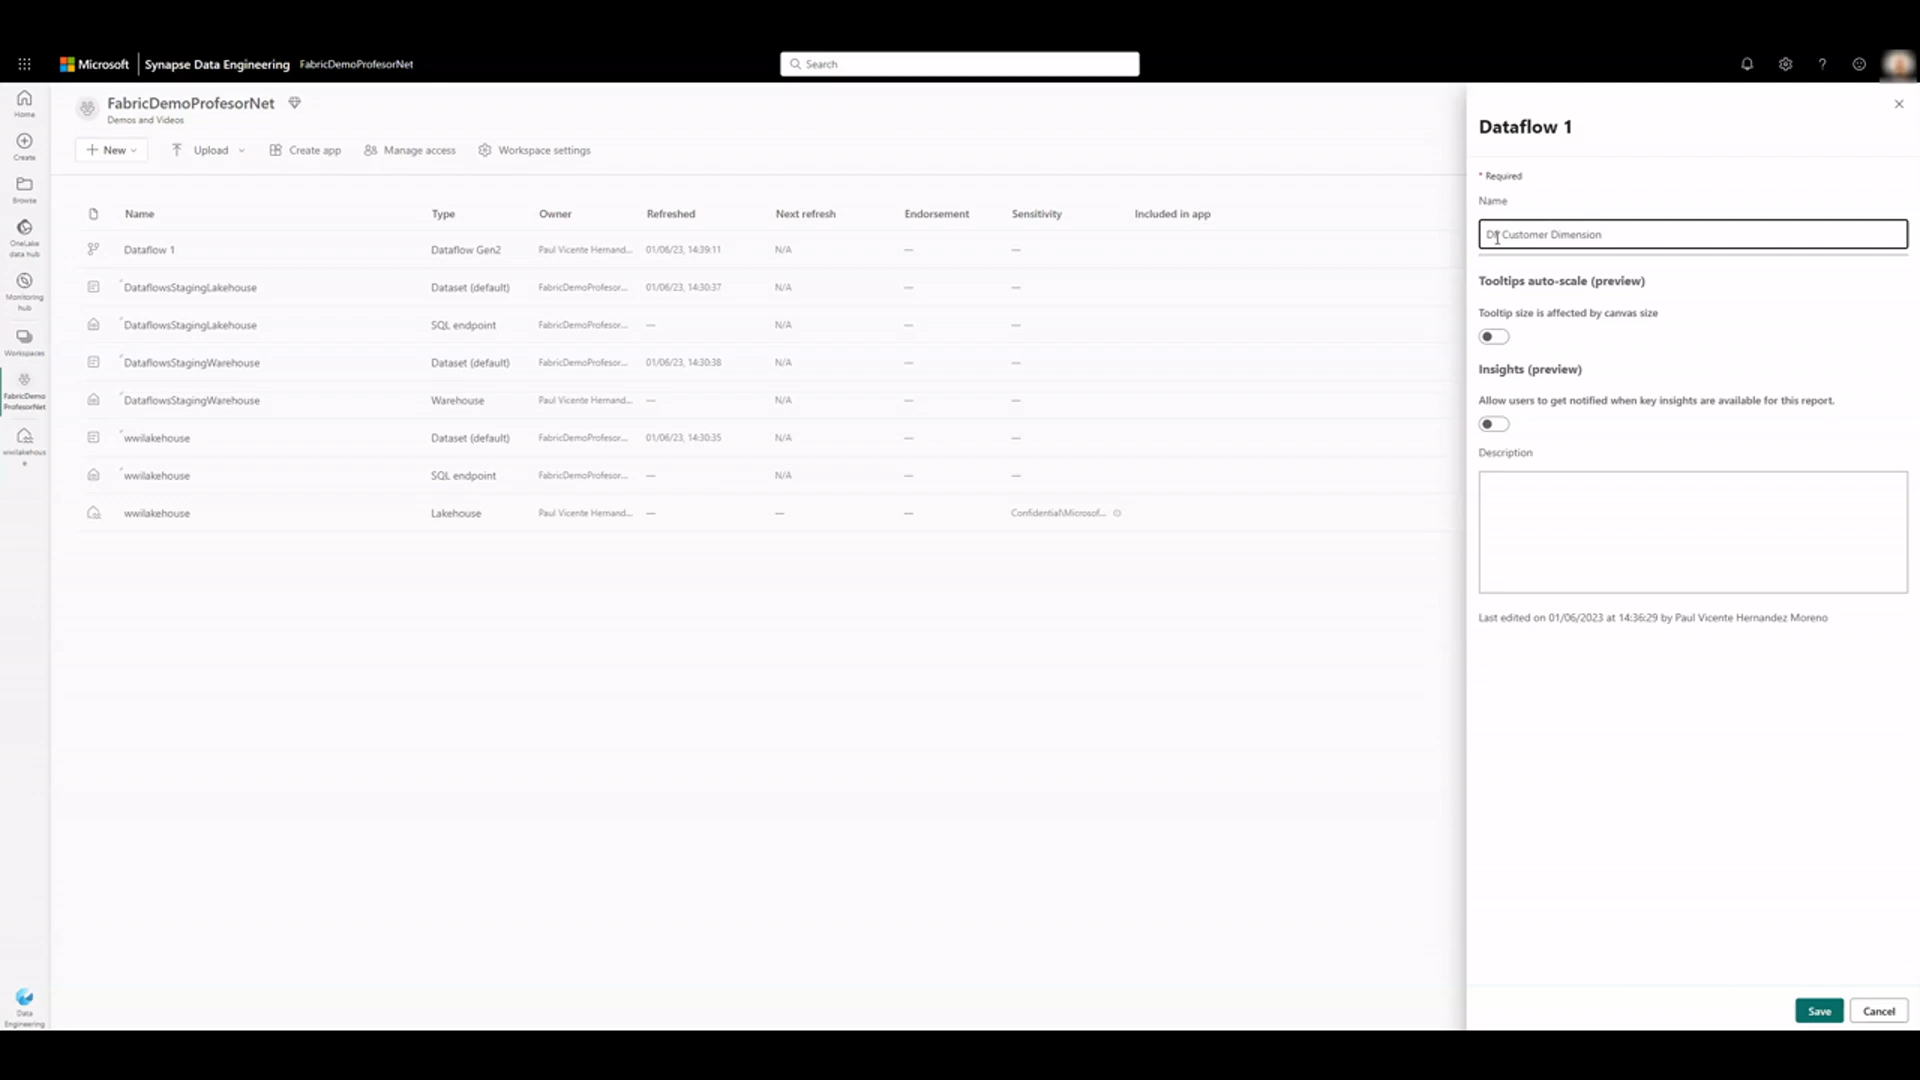 Microsoft Synapse Data Engineering FabricDemoProfesorNet
Search
Home
Create
Browse
OneLake
data hub
Monitoring
hub
Workspaces
FabricDemo
ProfesorNet
wwilakehous
e
Data
Engineering
FabricDemoProfesorNet
Demos and Videos
New
Upload
Create app
Manage access
Workspace settings
Name Type Owner Refreshed Next refresh Endorsement Sensitivity Included in app
Dataflow 1 Dataflow Gen2 Paul Vicente Hernand... 01/06/23, 14:39:11 N/A — —
DataflowsStagingLakehouse Dataset (default) FabricDemoProfesor... 01/06/23, 14:30:37 N/A — —
DataflowsStagingLakehouse SQL endpoint FabricDemoProfesor... — N/A — —
DataflowsStagingWarehouse Dataset (default) FabricDemoProfesor... 01/06/23, 14:30:38 N/A — —
DataflowsStagingWarehouse Warehouse Paul Vicente Hernand... — N/A — —
wwilakehouse Dataset (default) FabricDemoProfesor... 01/06/23, 14:30:35 N/A — —
wwilakehouse SQL endpoint FabricDemoProfesor... — N/A — —
wwilakehouse Lakehouse Paul Vicente Hernand... — — — Confidential\Microsof...
Dataflow 1
* Required
Name
Customer Dimension
Tooltips auto-scale (preview)
Tooltip size is affected by canvas size
Insights (preview)
Allow users to get notified when key insights are available for this report.
Description
Last edited on 01/06/2023 at 14:36:29 by Paul Vicente Hernandez Moreno
Save
Cancel